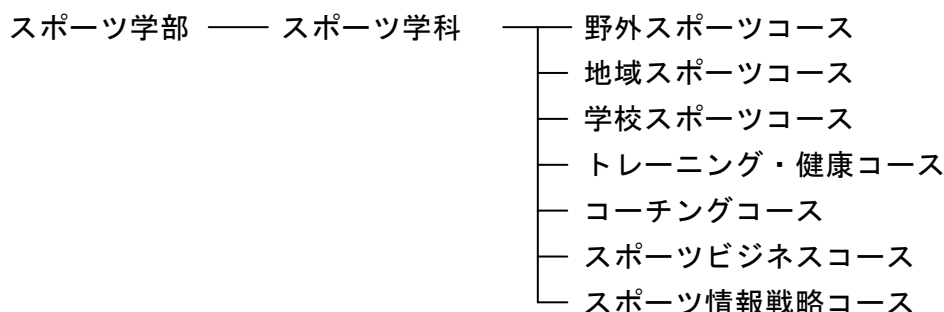 スポーツ学部 スポーツ学科 野外スポーツコース
地域スポーツコース
学校スポーツコース
トレーニング・健康コース
コーチングコース
スポーツビジネスコース
スポーツ情報戦略コース